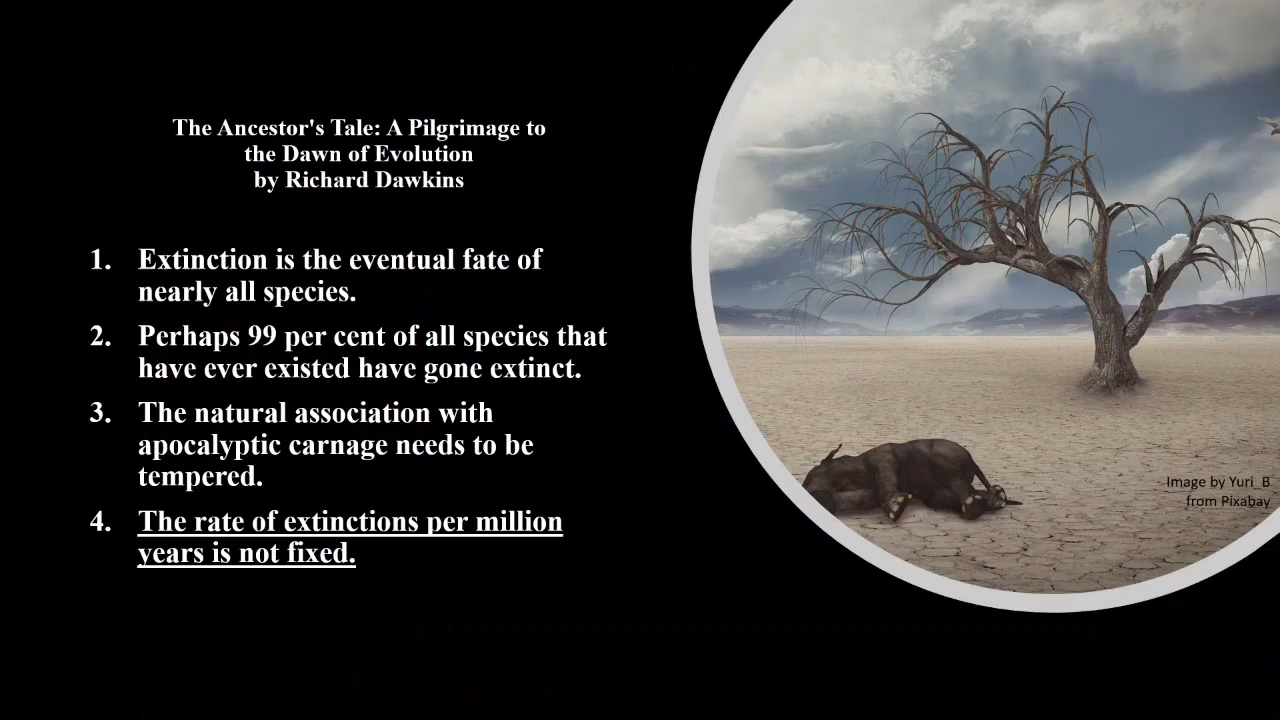 The Ancestor's Tale: A Pilgrimage to
the Dawn of Evolution
by Richard Dawkins
1. Extinction is the eventual fate of
nearly all species.
2. Perhaps 99 per cent of all species that
have ever existed have gone extinct.
3. The natural association with
apocalyptic carnage needs to be
tempered.
4. The rate of extinctions per million
years is not fixed.
Image by Yuri_B
from Pixabay